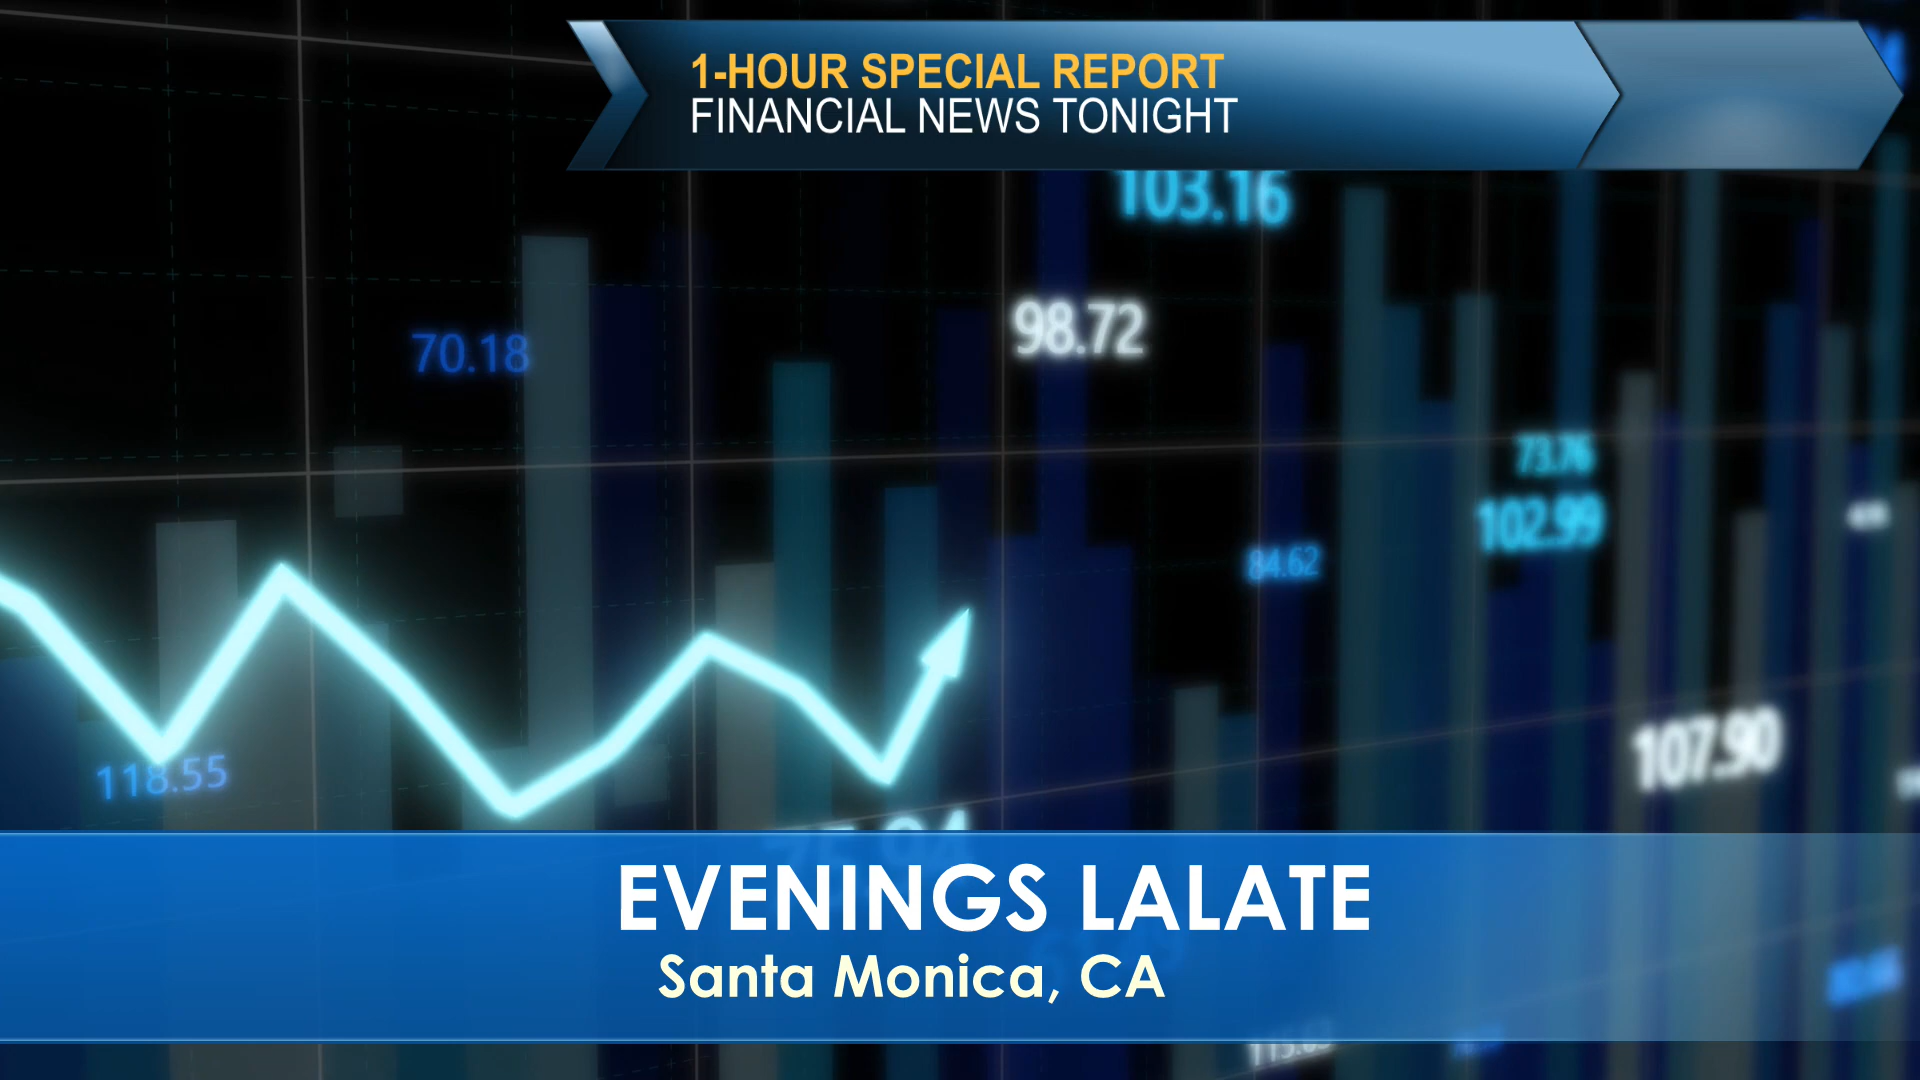 1-HOUR SPECIAL REPORT
FINANCIAL NEWS TONIGHT
103.16
98.72
70.18
73.76
102.99
84.62
107.90
118.55
EVENINGS LALATE
Santa Monica, CA